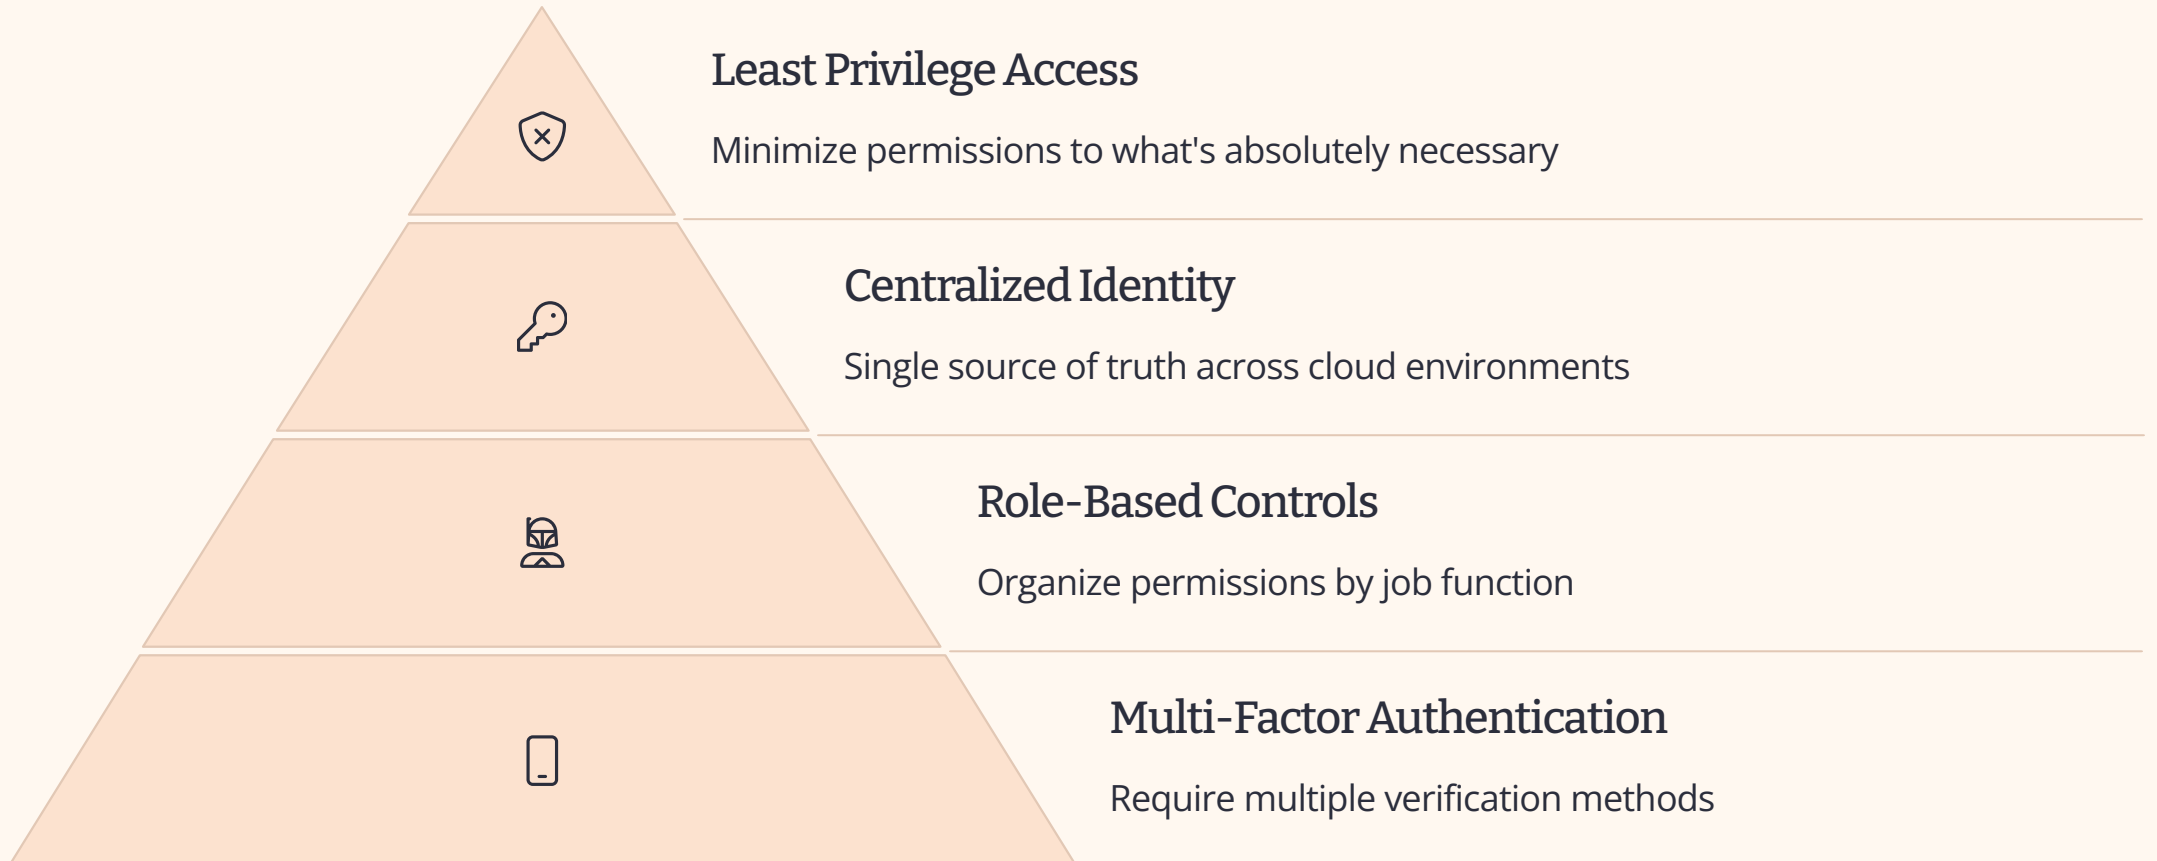 Least Privilege Access
Minimize permissions to what's absolutely necessary
Centralized Identity
Single source of truth across cloud environments
Role-Based Controls
Organize permissions by job function
Multi-Factor Authentication
Require multiple verification methods